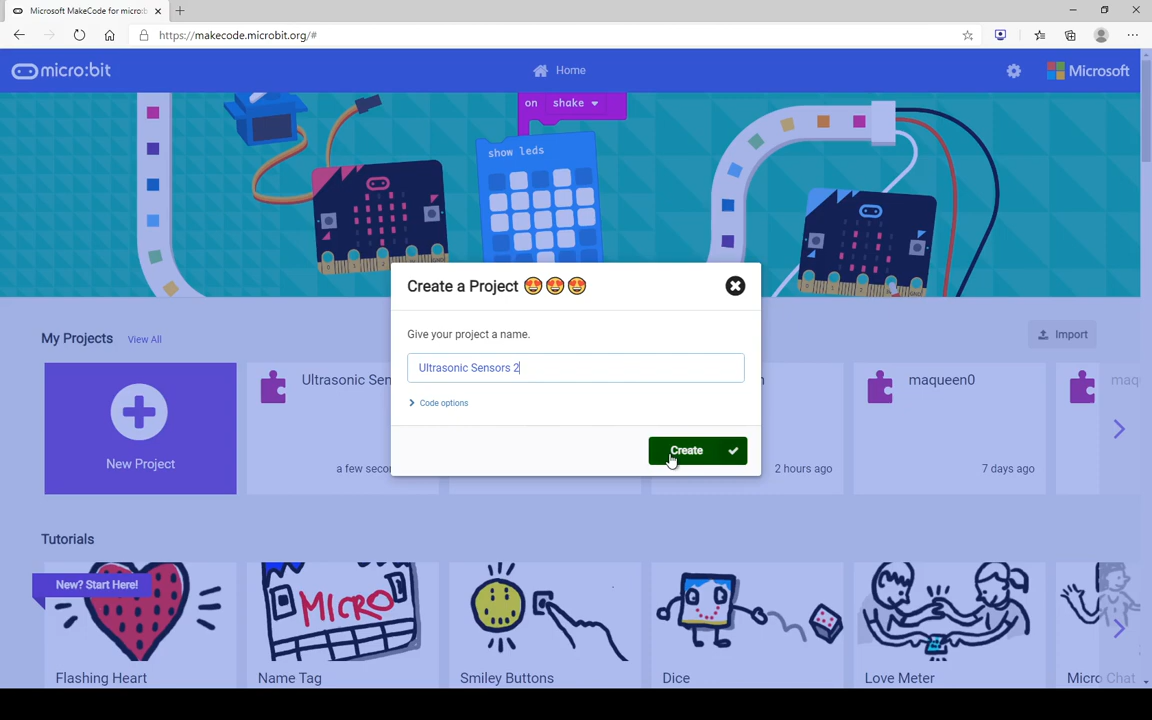 Microsoft MakeCode for micro:b
https://makecode.microbit.org/#
micro:bit
Home
Microsoft
on shake
show leds
Create a Project
Give your project a name.
Ultrasonic Sensors 2
Code options
Create
My Projects View All
Import
New Project
Ultrasonic Sen
a few seco
2 hours ago
maqueen0
7 days ago
maq
Tutorials
New? Start Here!
MICRO
Flashing Heart
Name Tag
Smiley Buttons
Dice
Love Meter
Micro Chat